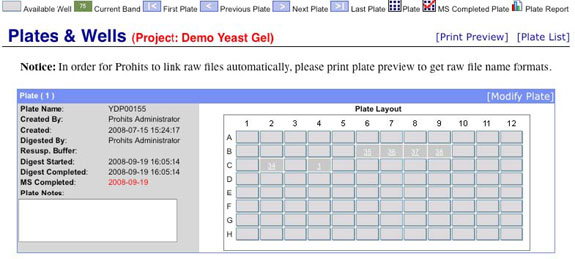 Available Well 75 Current Band First Plate Previous Plate Next Plate Last Plate Plate MS Completed Plate Plate Report
Plates & Wells (Project: Demo Yeast Gel) [Print Preview] [Plate List]
Notice: In order for Prohits to link raw files automatically, please print plate preview to get raw file name formats.
Plate ( 1 ) [Modify Plate]
Plate Name: YDP00155
Created By: Prohits Administrator
Created: 2008-07-15 15:24:17
Digested By: Prohits Administrator
Resusp. Buffer:
Digest Started: 2008-09-19 16:05:14
Digest Completed: 2008-09-19 16:05:14
MS Completed: 2008-09-19
Plate Notes:
Plate Layout
1 2 3 4 5 6 7 8 9 10 11 12
A
B 35 36 37
C 34
D
E
F
G
H